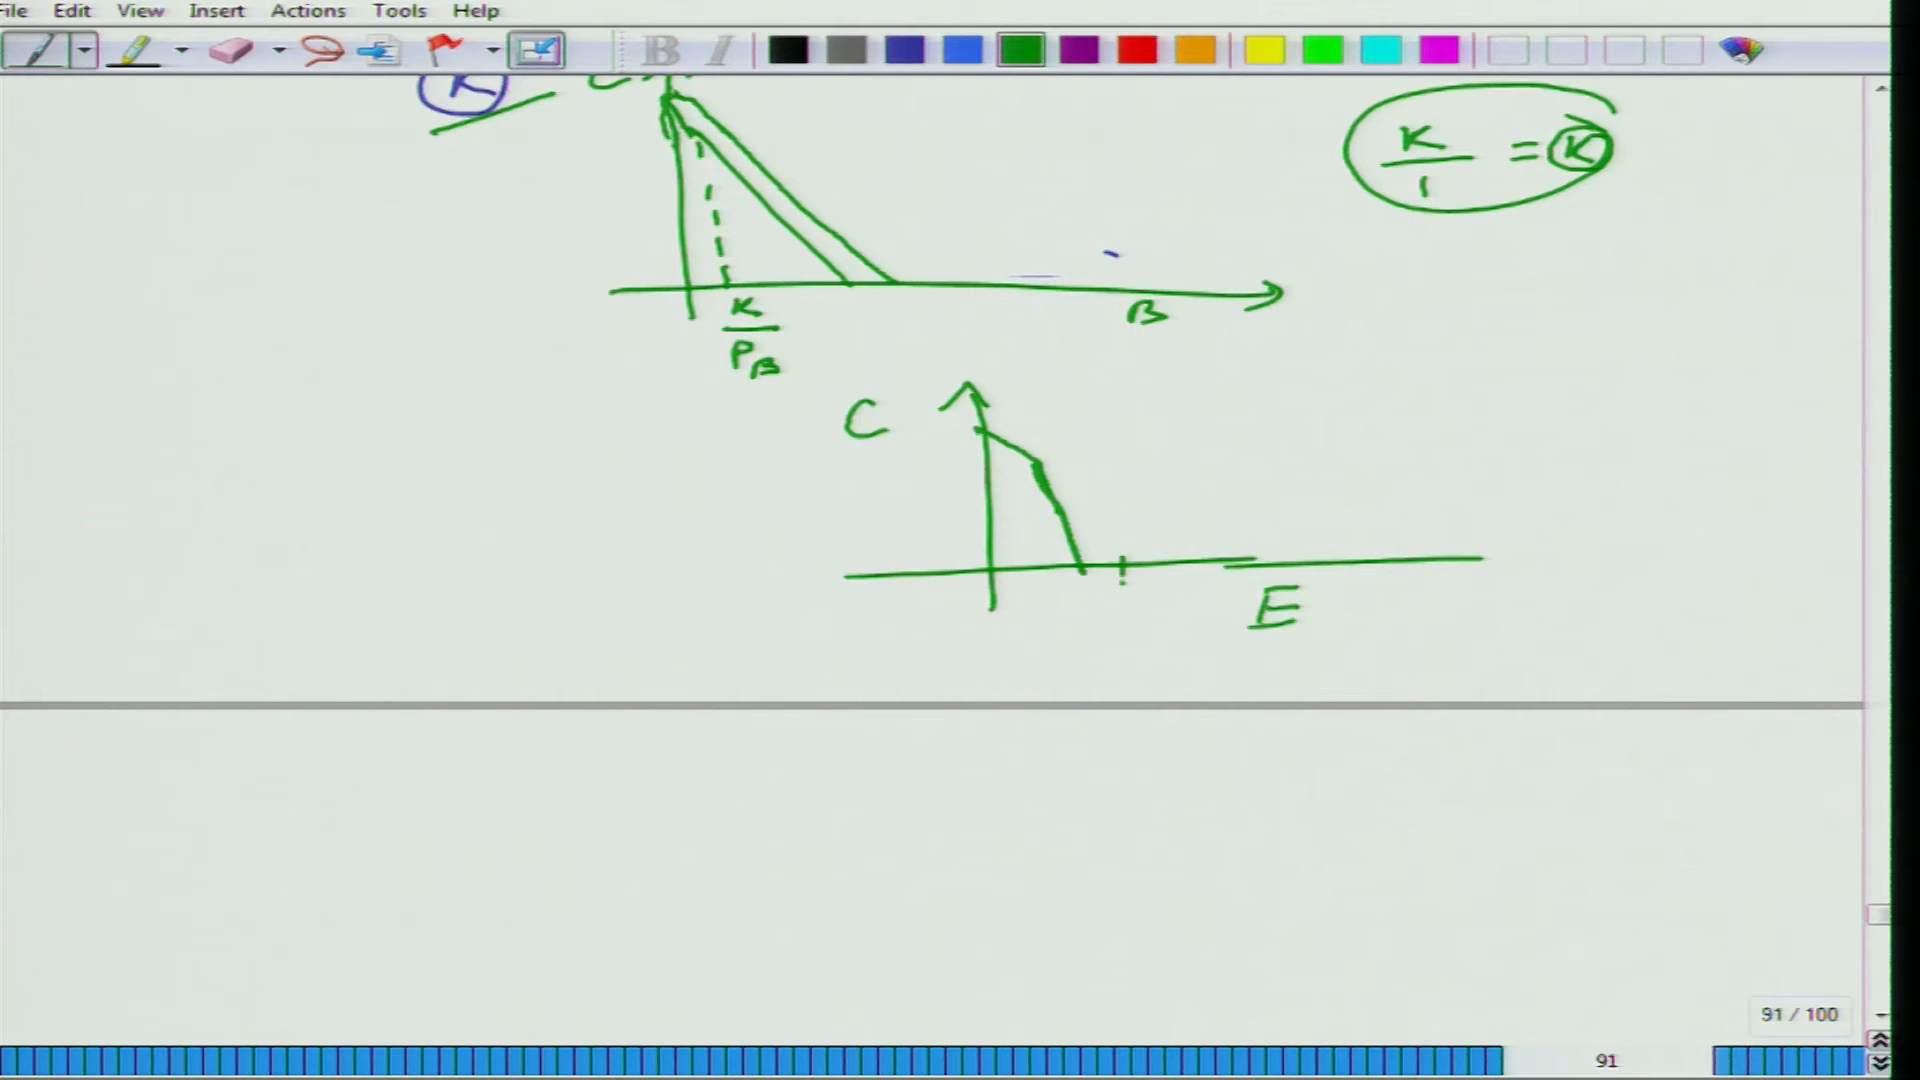 File Edit View Insert Actions Tools Help
B I
K
C
K/1 = K
K/P_B
B
C
E
91 / 100
91